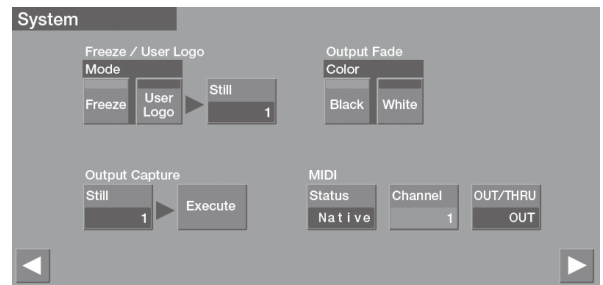 System
Freeze / User Logo
Mode
Freeze
User
Logo
Still
1
Output Fade
Color
Black
White
Output Capture
Still
1
Execute
MIDI
Status
Native
Channel
1
OUT/THRU
OUT